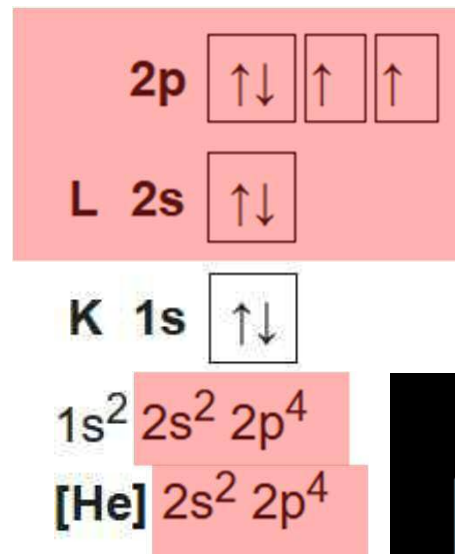 2p ↑↓ ↑ ↑
L 2s ↑↓
K 1s ↑↓
1s² 2s² 2p⁴
[He] 2s² 2p⁴